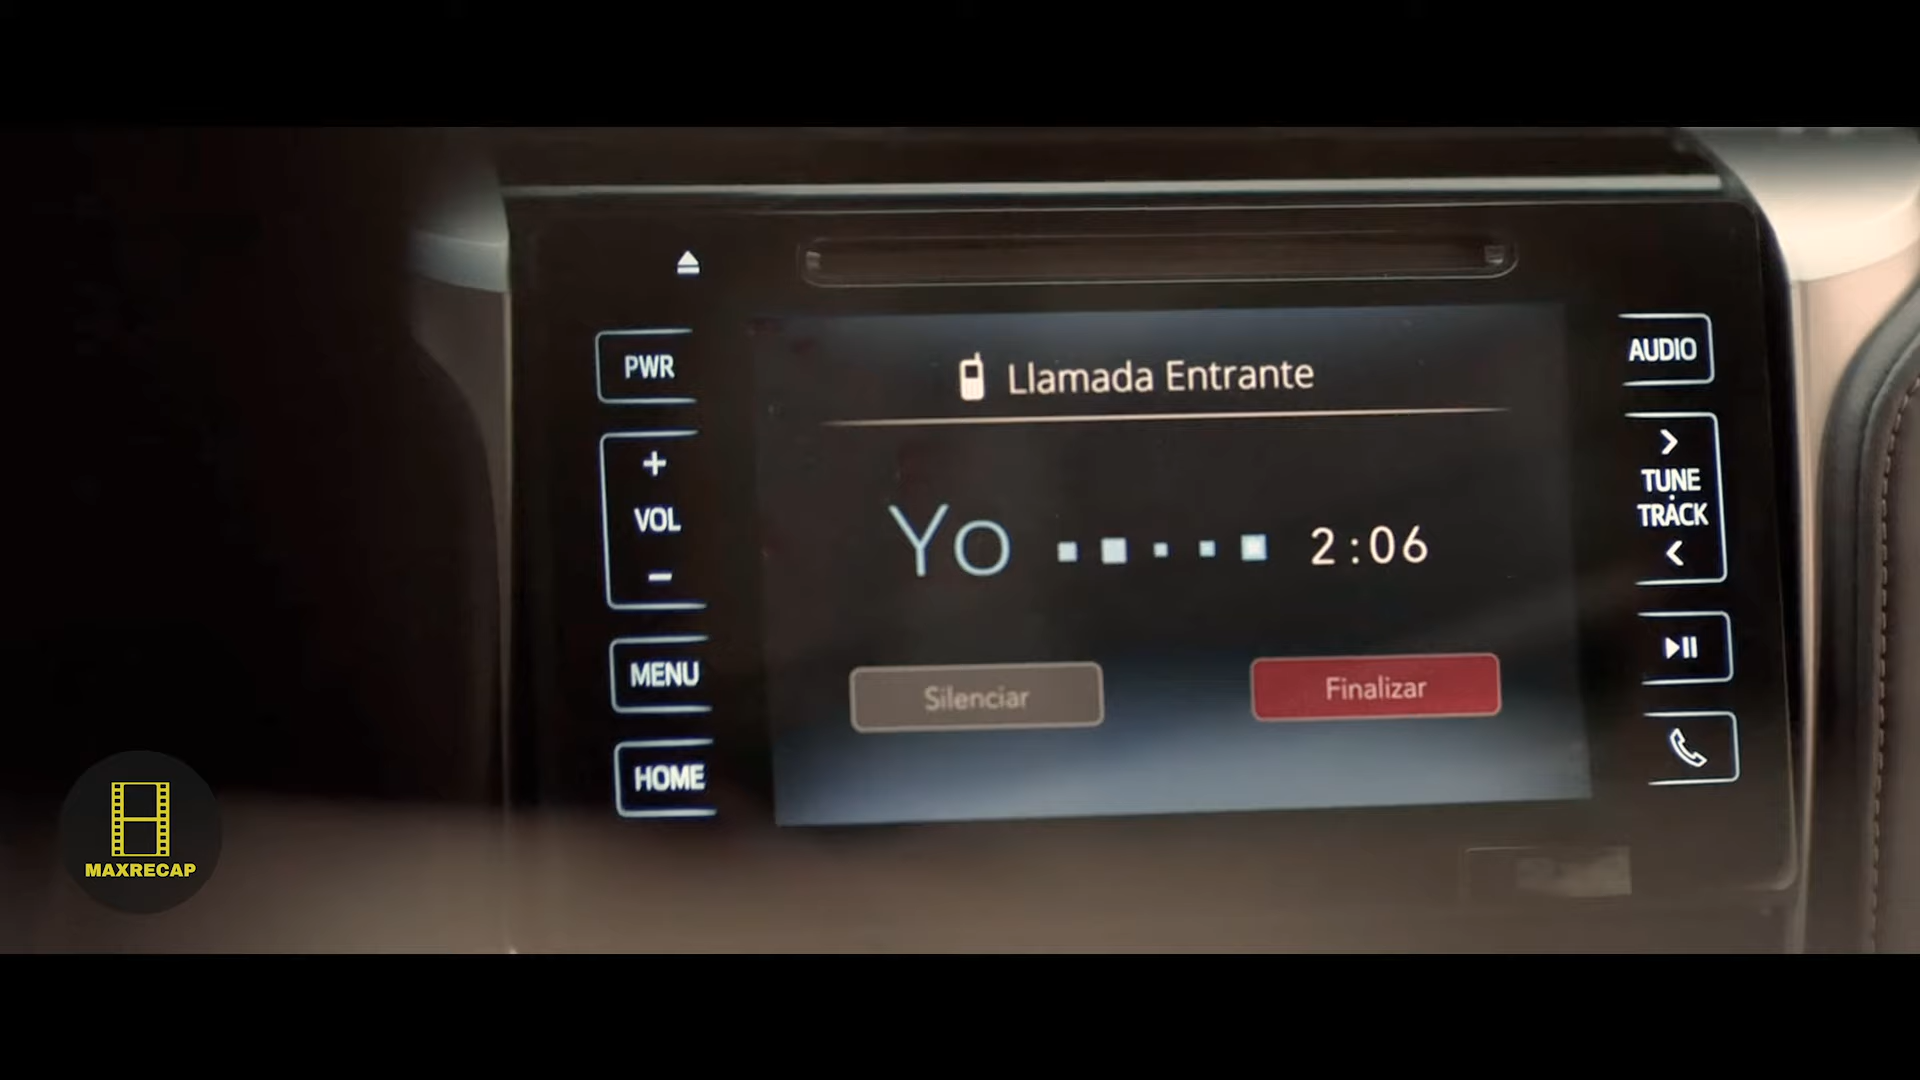 PWR
+
VOL
-
MENU
HOME
Llamada Entrante
Yo 2:06
Silenciar
Finalizar
AUDIO
>
TUNE
TRACK
<
MAXRECAP